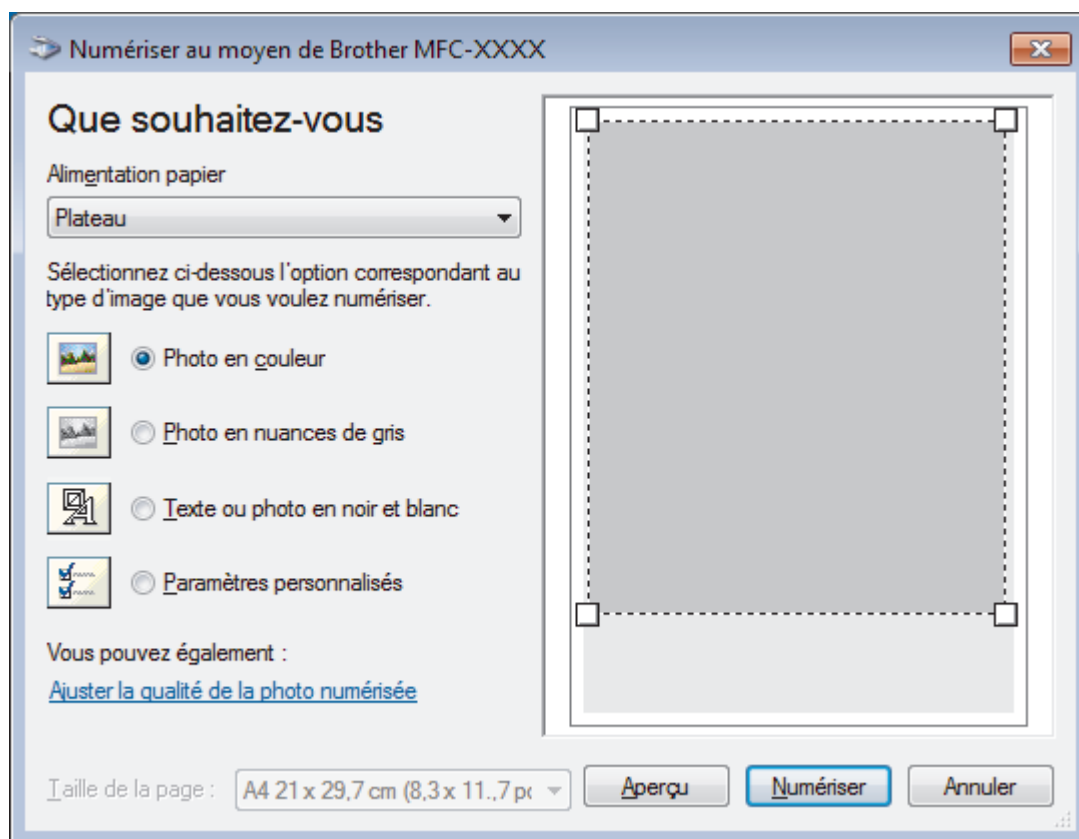 Numériser au moyen de Brother MFC-XXXX
Que souhaitez-vous
Alimentation papier
Plateau
Sélectionnez ci-dessous l'option correspondant au
type d'image que vous voulez numériser.
Photo en couleur
Photo en nuances de gris
Texte ou photo en noir et blanc
Paramètres personnalisés
Vous pouvez également :
Ajuster la qualité de la photo numérisée
Taille de la page : A4 21 x 29,7 cm (8,3 x 11.,7 po
Aperçu Numériser Annuler